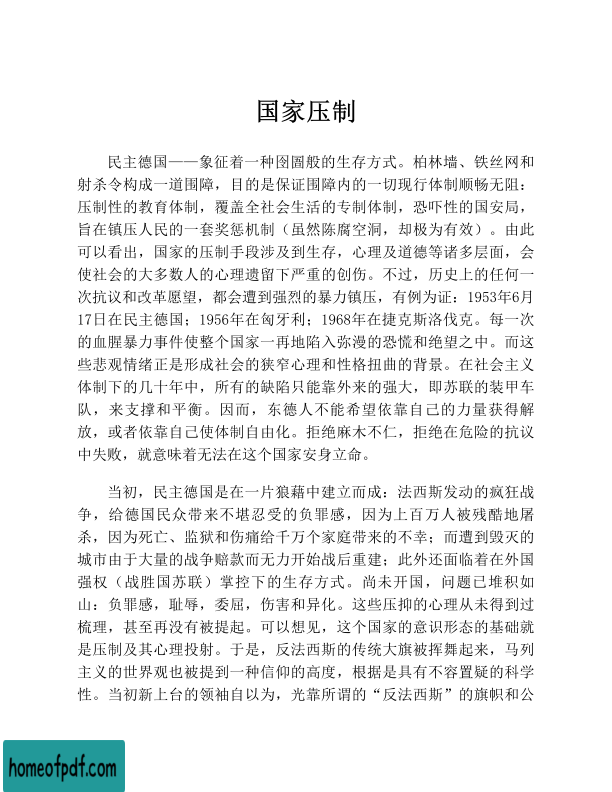 国家压制
民主德国——象征着一种囹圄般的生存方式。柏林墙、铁丝网和
射杀令构成一道围障，目的是保证围障内的一切现行体制顺畅无阻：
压制性的教育体制，覆盖全社会生活的专制体制，恐吓性的国安局，
旨在镇压人民的一套奖惩机制（虽然陈腐空洞，却极为有效）。由此
可以看出，国家的压制手段涉及到生存，心理及道德等诸多层面，会
使社会的大多数人的心理遗留下严重的创伤。不过，历史上的任何一
次抗议和改革愿望，都会遭到强烈的暴力镇压，有例为证：1953年6月
17日在民主德国；1956年在匈牙利；1968年在捷克斯洛伐克。每一次
的血腥暴力事件使整个国家一再地陷入弥漫的恐慌和绝望之中。而这
些悲观情绪正是形成社会的狭窄心理和性格扭曲的背景。在社会主义
体制下的几十年中，所有的缺陷只能靠外来的强大，即苏联的装甲车
队，来支撑和平衡。因而，东德人不能希望依靠自己的力量获得解
放，或者依靠自己使体制自由化。拒绝麻木不仁，拒绝在危险的抗议
中失败，就意味着无法在这个国家安身立命。
当初，民主德国是在一片狼藉中建立而成：法西斯发动的疯狂战
争，给德国民众带来不堪忍受的负罪感，因为上百万人被残酷地屠
杀，因为死亡、监狱和伤痛给千万个家庭带来的不幸；而遭到毁灭的
城市由于大量的战争赔款而无力开始战后重建；此外还面临着在外国
强权（战胜国苏联）掌控下的生存方式。尚未开国，问题已堆积如
山：负罪感，耻辱，委屈，伤害和异化。这些压抑的心理从未得到过
梳理，甚至再没有被提起。可以想见，这个国家的意识形态的基础就
是压制及其心理投射。于是，反法西斯的传统大旗被挥舞起来，马列
主义的世界观也被提到一种信仰的高度，根据是具有不容置疑的科学
性。当初新上台的领袖自以为，光靠所谓的“反法西斯”的旗帜和公
homeofpdf.com